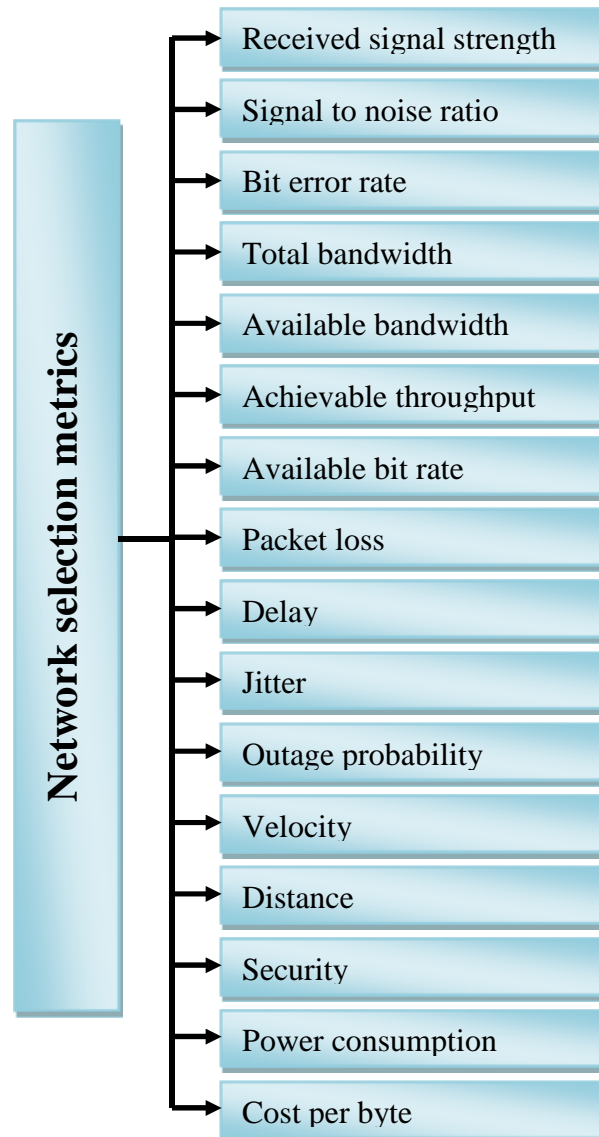 Network selection metrics
Received signal strength
Signal to noise ratio
Bit error rate
Total bandwidth
Available bandwidth
Achievable throughput
Available bit rate
Packet loss
Delay
Jitter
Outage probability
Velocity
Distance
Security
Power consumption
Cost per byte